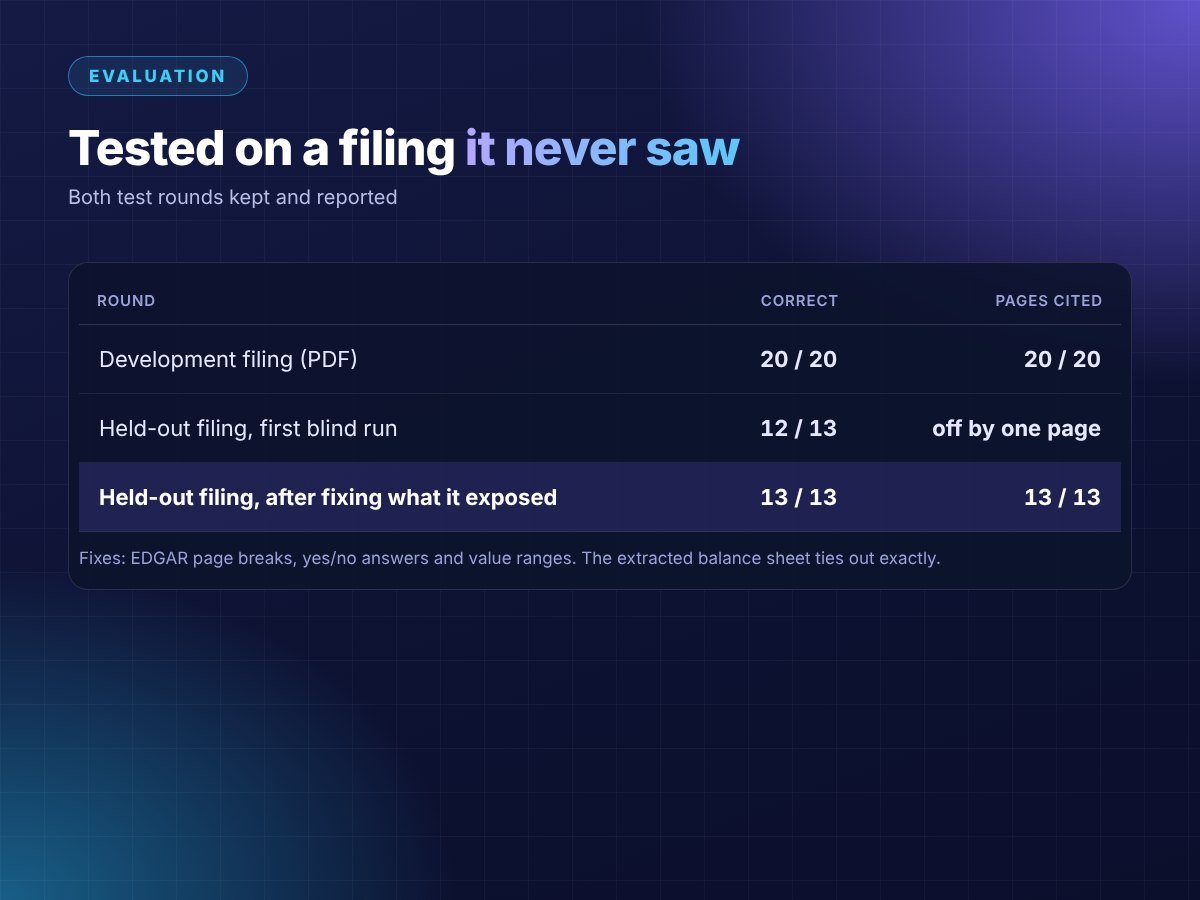 EVALUATION
Tested on a filing it never saw
Both test rounds kept and reported
ROUND CORRECT PAGES CITED
Development filing (PDF) 20 / 20 20 / 20
Held-out filing, first blind run 12 / 13 off by one page
Held-out filing, after fixing what it exposed 13 / 13 13 / 13
Fixes: EDGAR page breaks, yes/no answers and value ranges. The extracted balance sheet ties out exactly.